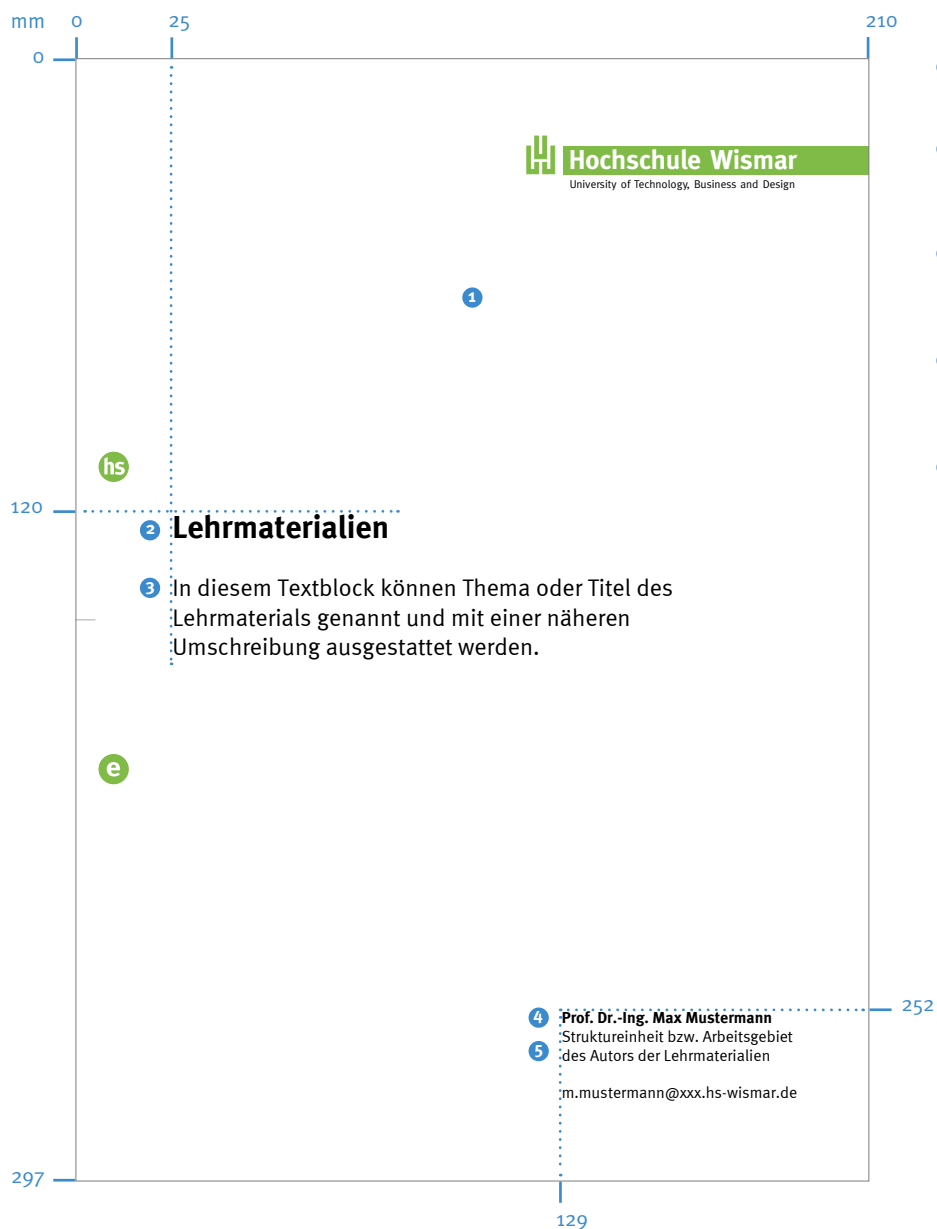 mm 0 25 210
0
Hochschule Wismar
University of Technology, Business and Design
1
hs
120
2 Lehrmaterialien
3 In diesem Textblock können Thema oder Titel des
Lehrmaterials genannt und mit einer näheren
Umschreibung ausgestattet werden.
e
252
4 Prof. Dr.-Ing. Max Mustermann
Struktureinheit bzw. Arbeitsgebiet
5 des Autors der Lehrmaterialien
m.mustermann@xxx.hs-wismar.de
297
129